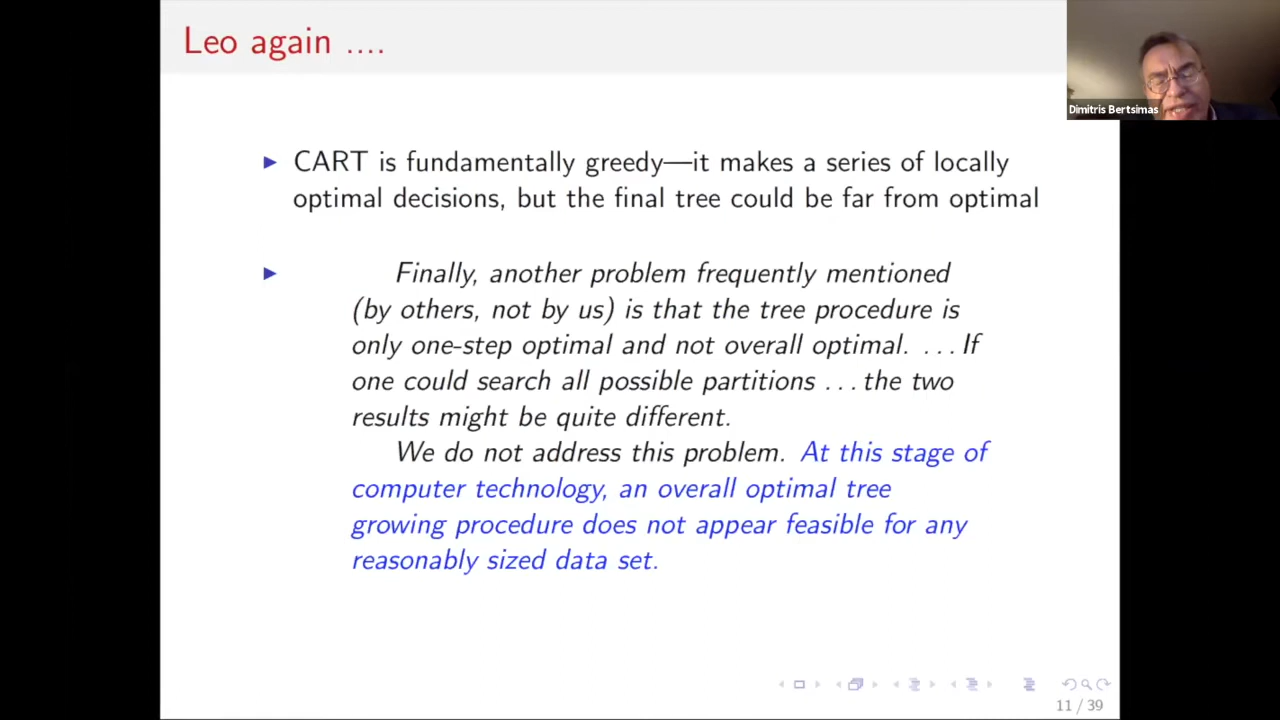 Leo again ....
Dimitris Bertsimas
▶ CART is fundamentally greedy—it makes a series of locally
optimal decisions, but the final tree could be far from optimal
▶ Finally, another problem frequently mentioned
(by others, not by us) is that the tree procedure is
only one-step optimal and not overall optimal. ... If
one could search all possible partitions ... the two
results might be quite different.
We do not address this problem. At this stage of
computer technology, an overall optimal tree
growing procedure does not appear feasible for any
reasonably sized data set.
11 / 39